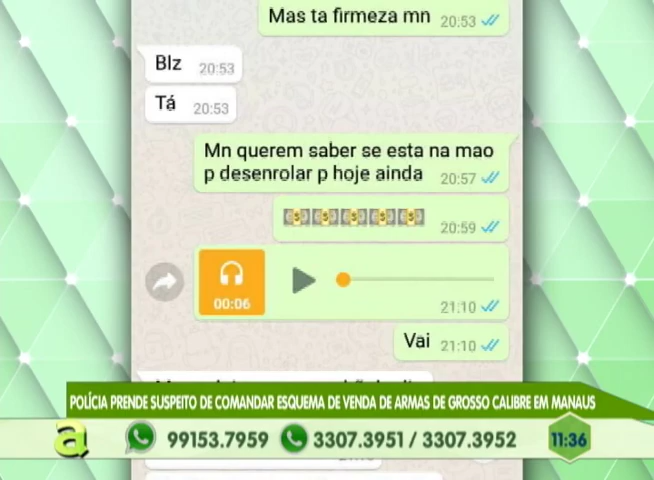 Mas ta firmeza mn 20:53
Blz 20:53
Tá 20:53
Mn querem saber se esta na mao
p desenrolar p hoje ainda 20:57
20:59
00:06
21:10
Vai 21:10
POLÍCIA PRENDE SUSPEITO DE COMANDAR ESQUEMA DE VENDA DE ARMAS DE GROSSO CALIBRE EM MANAUS
a 99153.7959 3307.3951 / 3307.3952 11:36